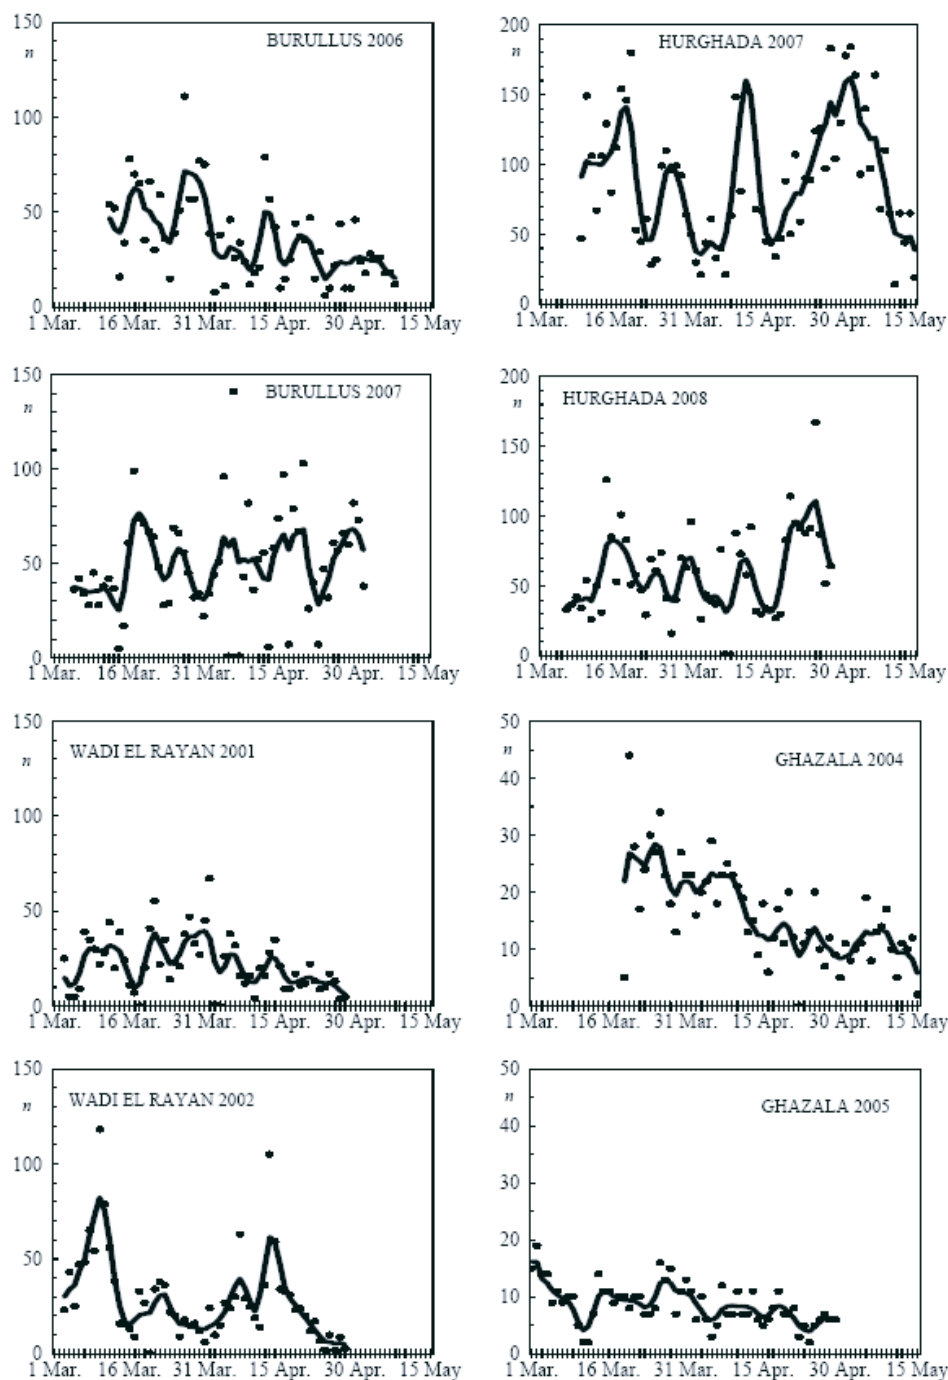 150
n
100
50
0
BURULLUS 2006
1 Mar. 16 Mar. 31 Mar. 15 Apr. 30 Apr. 15 May
200
n
150
100
50
0
HURGHADA 2007
1 Mar. 16 Mar. 31 Mar. 15 Apr. 30 Apr. 15 May
150
n
100
50
0
BURULLUS 2007
1 Mar. 16 Mar. 31 Mar. 15 Apr. 30 Apr. 15 May
200
n
150
100
50
0
HURGHADA 2008
1 Mar. 16 Mar. 31 Mar. 15 Apr. 30 Apr. 15 May
150
n
100
50
0
WADI EL RAYAN 2001
1 Mar. 16 Mar. 31 Mar. 15 Apr. 30 Apr. 15 May
50
n
40
30
20
10
0
GHAZALA 2004
1 Mar. 16 Mar. 31 Mar. 15 Apr. 30 Apr. 15 May
150
n
100
50
0
WADI EL RAYAN 2002
1 Mar. 16 Mar. 31 Mar. 15 Apr. 30 Apr. 15 May
50
n
40
30
20
10
0
GHAZALA 2005
1 Mar. 16 Mar. 31 Mar. 15 Apr. 30 Apr. 15 May